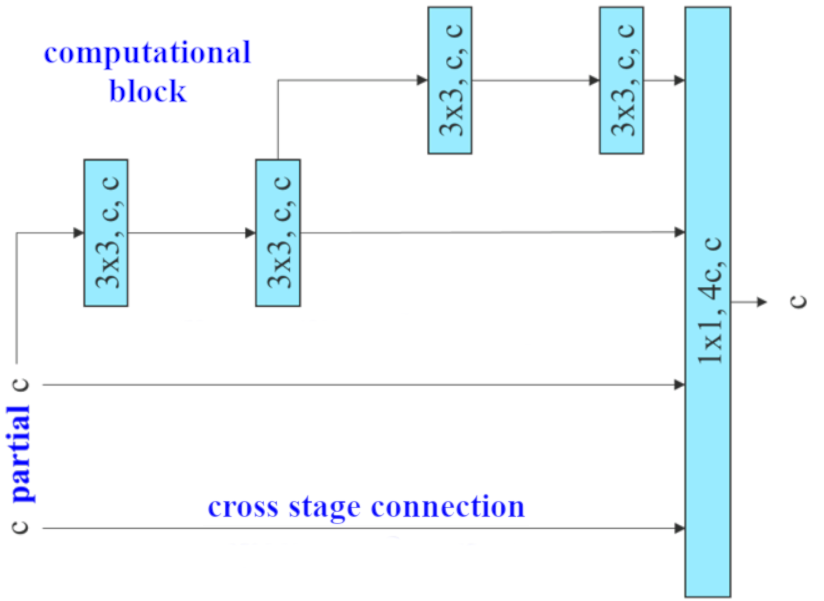 computational
block
3x3, c, c
3x3, c, c
3x3, c, c
3x3, c, c
1x1, 4c, c
c
c
partial
c
cross stage connection